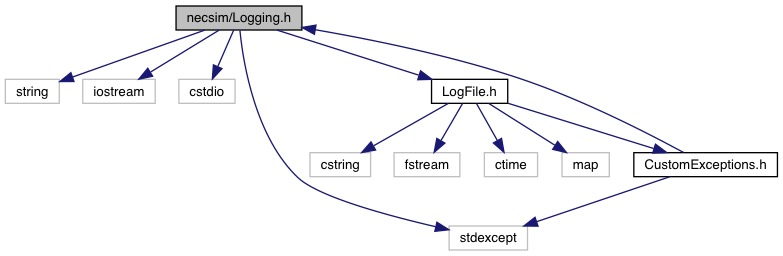 necsim/Logging.h
string
iostream
cstdio
LogFile.h
cstring
fstream
ctime
map
CustomExceptions.h
stdexcept